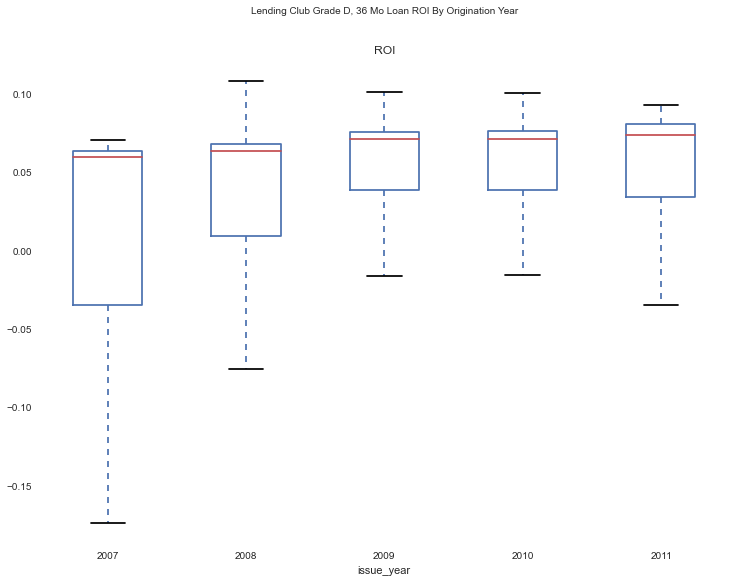 Lending Club Grade D, 36 Mo Loan ROI By Origination Year
ROI
0.10
0.05
0.00
−0.05
−0.10
−0.15
2007 2008 2009 2010 2011
issue_year